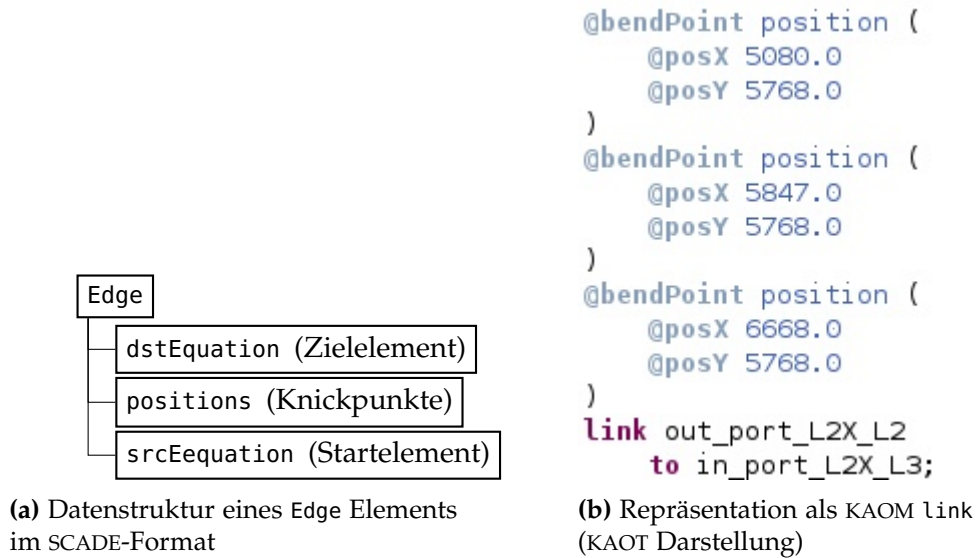 Edge
dstEquation (Zielelement)
positions (Knickpunkte)
srcEequation (Startelement)
(a) Datenstruktur eines Edge Elements
im SCADE-Format
@bendPoint position (
@posX 5080.0
@posY 5768.0
)
@bendPoint position (
@posX 5847.0
@posY 5768.0
)
@bendPoint position (
@posX 6668.0
@posY 5768.0
)
link out_port_L2X_L2
to in_port_L2X_L3;
(b) Repräsentation als KAOM link
(KAOT Darstellung)